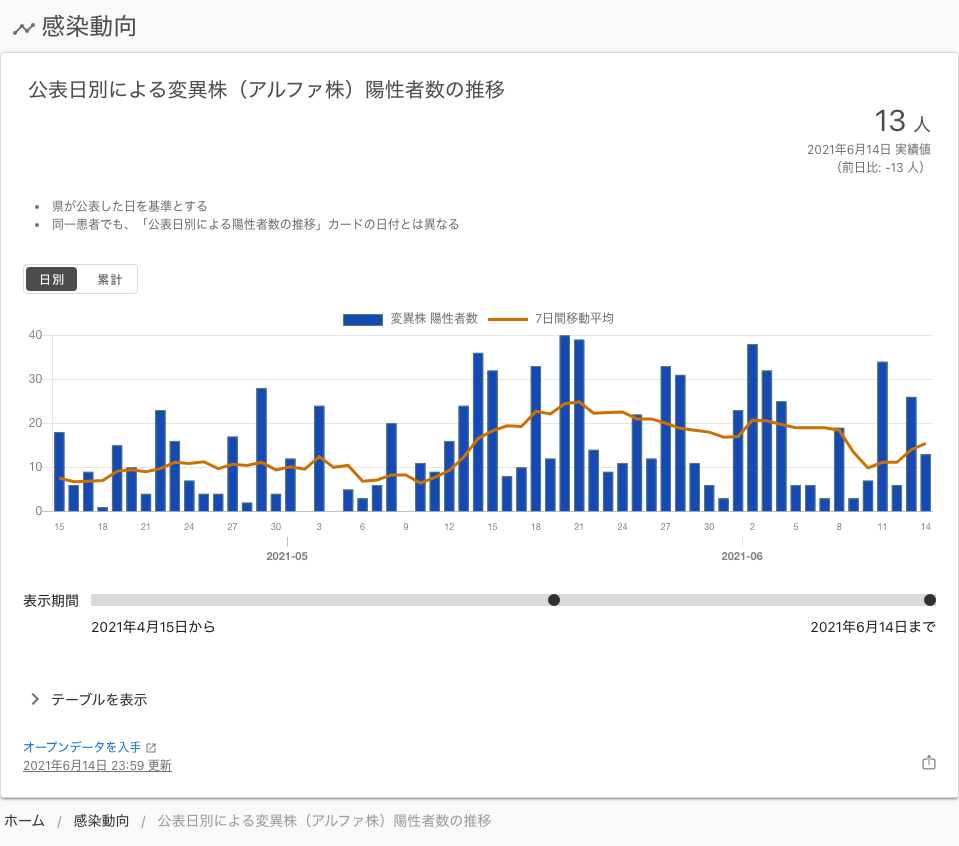 感染動向
公表日別による変異株（アルファ株）陽性者数の推移
13 人
2021年6月14日 実績値
（前日比: -13 人）
県が公表した日を基準とする
同一患者でも、「公表日別による陽性者数の推移」カードの日付とは異なる
日別 累計
変異株 陽性者数 7日間移動平均
40
30
20
10
0
15 18 21 24 27 30 3 6 9 12 15 18 21 24 27 30 2 5 8 11 14
2021-05 2021-06
表示期間
2021年4月15日から 2021年6月14日まで
テーブルを表示
オープンデータを入手
2021年6月14日 23:59 更新
ホーム / 感染動向 / 公表日別による変異株（アルファ株）陽性者数の推移